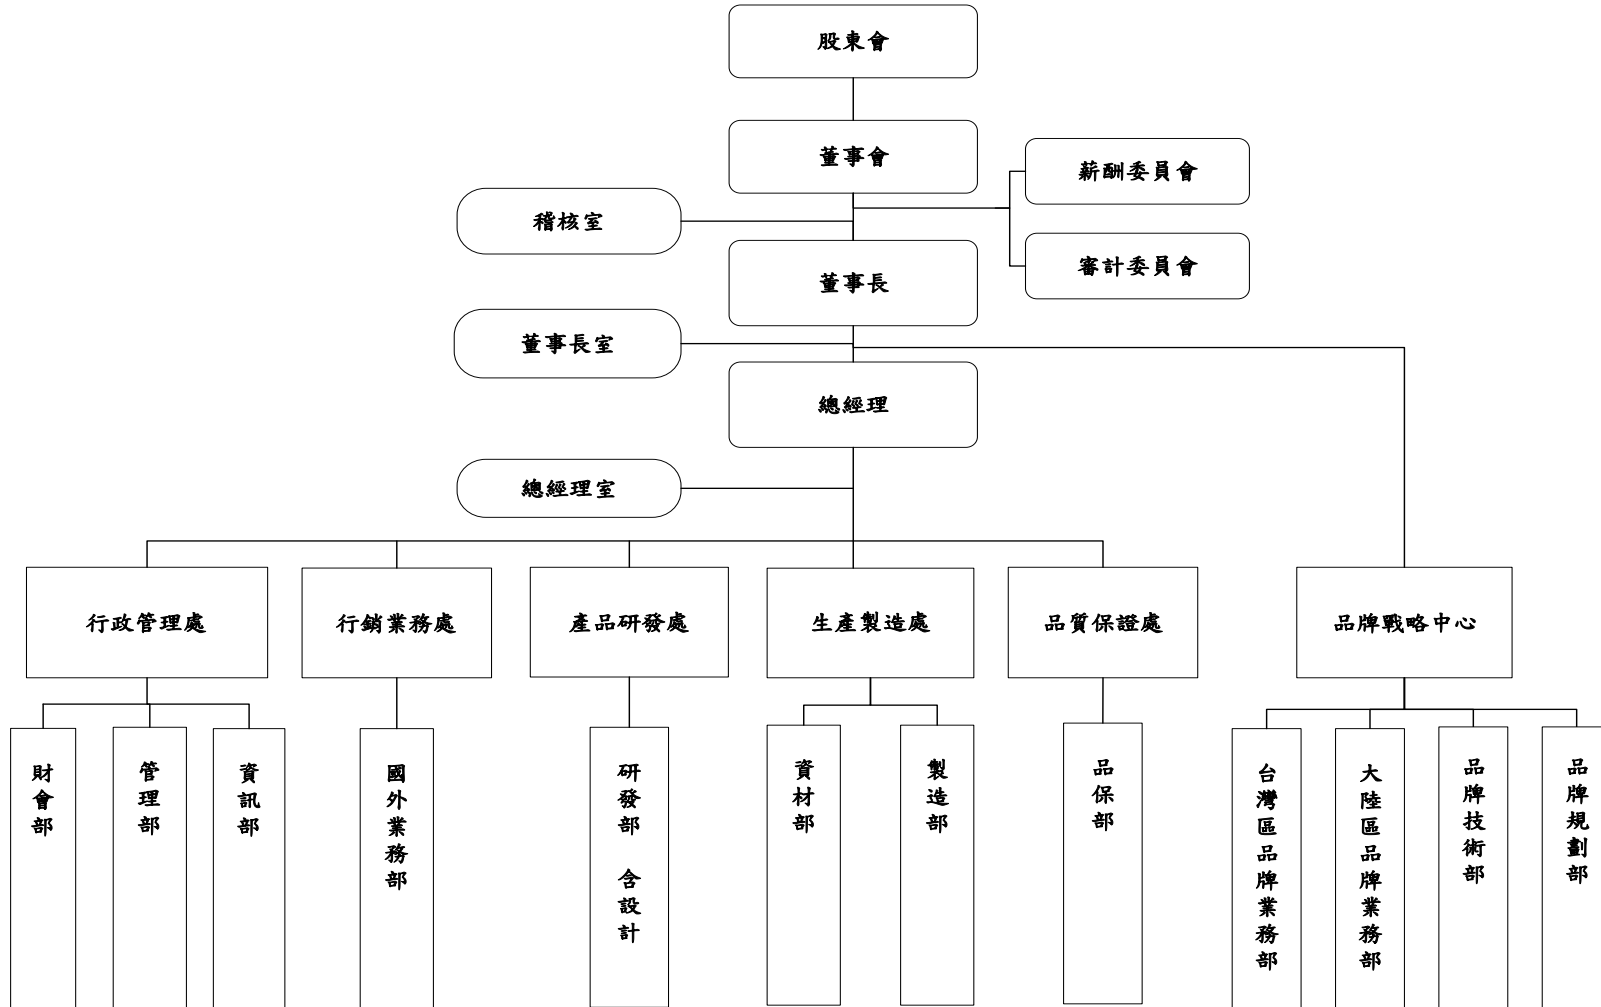 股東會
董事會
薪酬委員會
稽核室
審計委員會
董事長
董事長室
總經理
總經理室
行政管理處
行銷業務處
產品研發處
生產製造處
品質保證處
品牌戰略中心
財會部
管理部
資訊部
國外業務部
研發部 含設計
資材部
製造部
品保部
台灣區品牌業務部
大陸區品牌業務部
品牌技術部
品牌規劃部